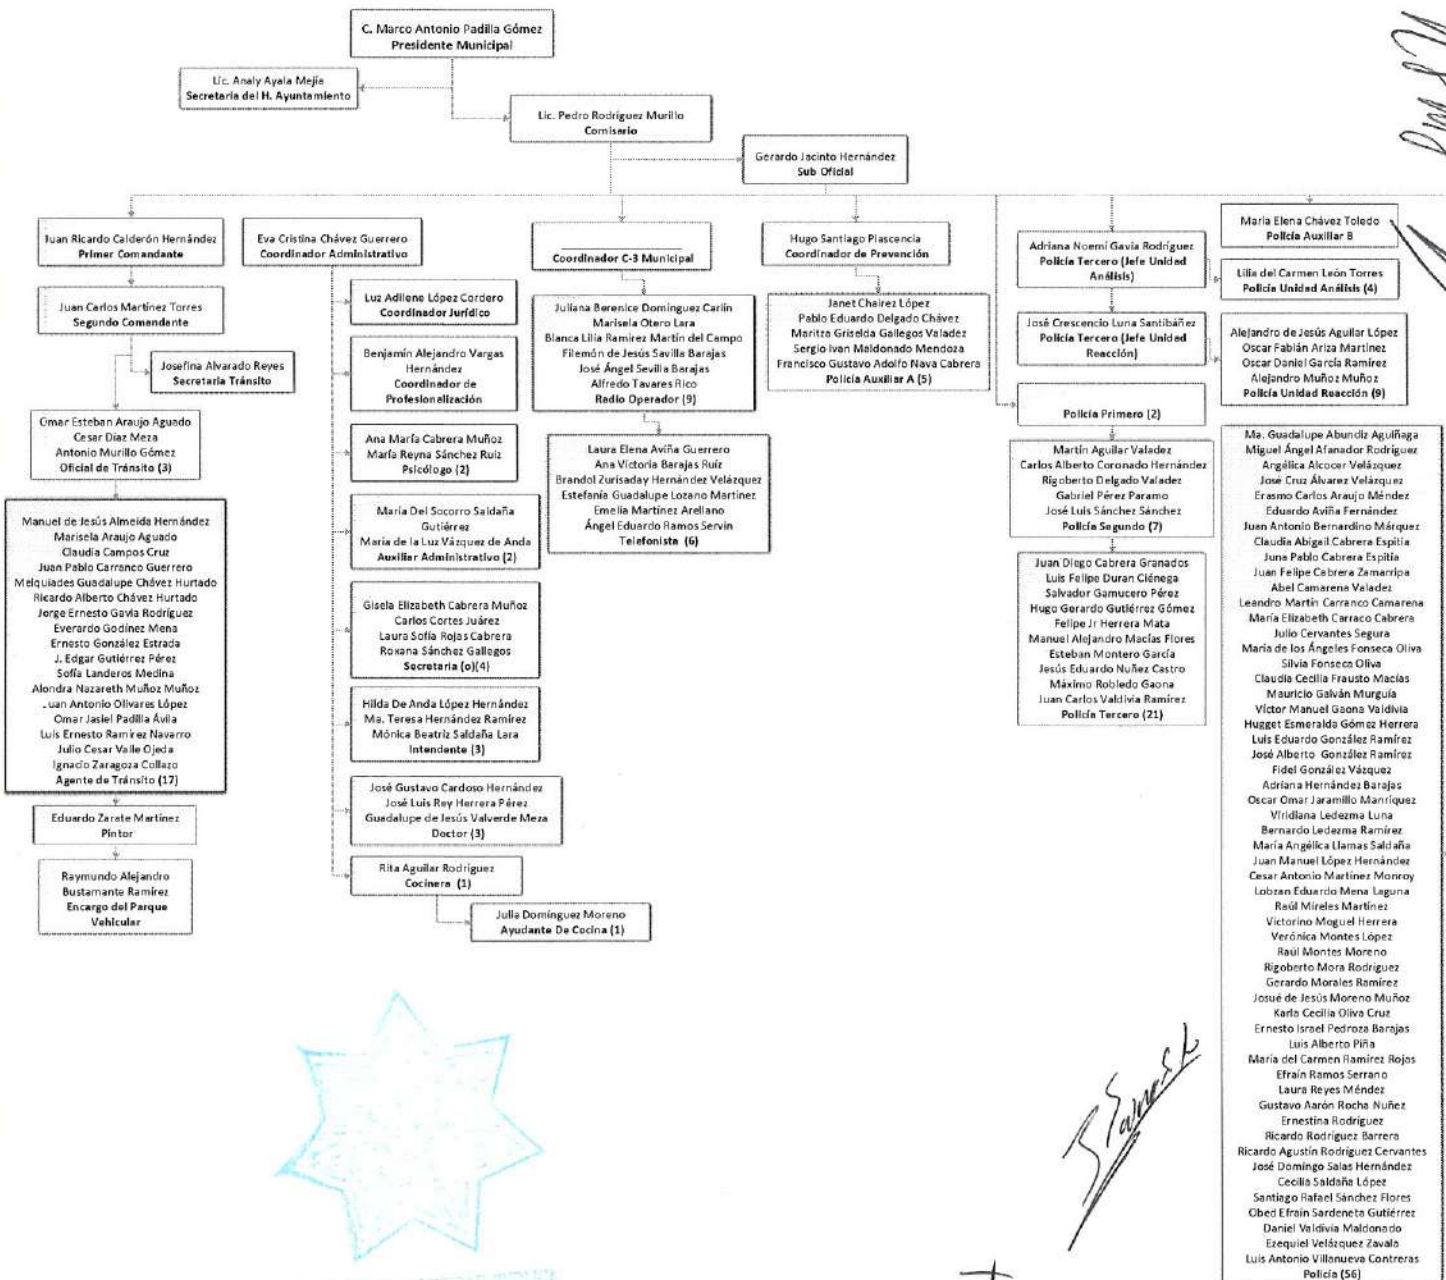 C. Marco Antonio Padilla Gómez
Presidente Municipal
Lic. Analy Ayala Mejía
Secretaria del H. Ayuntamiento
Lic. Pedro Rodríguez Murillo
Comisario
Gerardo Jacinto Hernández
Sub Oficial
Juan Ricardo Calderón Hernández
Primer Comandante
Juan Carlos Martínez Torres
Segundo Comandante
Josefina Alvarado Reyes
Secretaria Tránsito
Omar Esteban Araujo Aguado
Cesar Díaz Meza
Antonio Murillo Gómez
Oficial de Tránsito (3)
Manuel de Jesús Almeida Hernández
Marisela Araujo Aguado
Claudia Campos Cruz
Juan Pablo Carranco Guerrero
Melquiades Guadalupe Chávez Hurtado
Ricardo Alberto Chávez Hurtado
Jorge Ernesto Gavia Rodríguez
Everardo Godínez Mena
Ernesto González Estrada
J. Edgar Gutiérrez Pérez
Sofía Landeros Medina
Alondra Nazareth Muñoz Muñoz
Juan Antonio Olivares López
Omar Jasiel Padilla Ávila
Luis Ernesto Ramírez Navarro
Julio Cesar Valle Ojeda
Ignacio Zaragoza Collazo
Agente de Tránsito (17)
Eduardo Zarate Martínez
Pintor
Raymundo Alejandro
Bustamante Ramírez
Encargo del Parque
Vehicular
Eva Cristina Chávez Guerrero
Coordinador Administrativo
Luz Adilene López Cordero
Coordinador Jurídico
Benjamín Alejandro Vargas
Hernández
Coordinador de
Profesionalización
Ana María Cabrera Muñoz
María Reyna Sánchez Ruiz
Psicólogo (2)
María Del Socorro Saldaña
Gutiérrez
María de la Luz Vázquez de Anda
Auxiliar Administrativo (2)
Gisela Elizabeth Cabrera Muñoz
Carlos Cortes Juárez
Laura Sofía Rojas Cabrera
Roxana Sánchez Gallegos
Secretaria (o)(4)
Hilda De Anda López Hernández
Ma. Teresa Hernández Ramírez
Mónica Beatriz Saldaña Lara
Intendente (3)
José Gustavo Cardoso Hernández
José Luis Rey Herrera Pérez
Guadalupe de Jesús Valverde Meza
Doctor (3)
Rita Aguilar Rodríguez
Cocinera (1)
Julia Domínguez Moreno
Ayudante De Cocina (1)
Coordinador C-3 Municipal
Juliana Berenice Domínguez Carlín
Marisela Otero Lara
Blanca Lilia Ramírez Martín del Campo
Filemón de Jesús Savilla Barajas
José Ángel Sevilla Barajas
Alfredo Tavares Rico
Radio Operador (9)
Laura Elena Aviña Guerrero
Ana Victoria Barajas Ruíz
Brandol Zurisaday Hernández Velázquez
Estefanía Guadalupe Lozano Martínez
Emelia Martínez Arellano
Ángel Eduardo Ramos Servin
Telefonista (6)
Hugo Santiago Plascencia
Coordinador de Prevención
Janet Chairez López
Pablo Eduardo Delgado Chávez
Maritza Griselda Gallegos Valadez
Sergio Ivan Maldonado Mendoza
Francisco Gustavo Adolfo Nava Cabrera
Policía Auxiliar A (5)
Adriana Noemí Gavia Rodríguez
Policía Tercero (Jefe Unidad
Análisis)
José Crescencio Luna Santibáñez
Policía Tercero (Jefe Unidad
Reacción)
Policía Primero (2)
Martín Aguilar Valadez
Carlos Alberto Coronado Hernández
Rigoberto Delgado Valadez
Gabriel Pérez Paramo
José Luis Sánchez Sánchez
Policía Segundo (7)
Juan Diego Cabrera Granados
Luis Felipe Duran Ciénega
Salvador Gamucero Pérez
Hugo Gerardo Gutiérrez Gómez
Felipe Jr Herrera Mata
Manuel Alejandro Macías Flores
Esteban Montero García
Jesús Eduardo Nuñez Castro
Máximo Robledo Gaona
Juan Carlos Valdivia Ramírez
Policía Tercero (21)
Maria Elena Chávez Toledo
Policía Auxiliar B
Lilia del Carmen León Torres
Policía Unidad Análisis (4)
Alejandro de Jesús Aguilar López
Oscar Fabián Ariza Martínez
Oscar Daniel García Ramírez
Alejandro Muñoz Muñoz
Policía Unidad Reacción (9)
Ma. Guadalupe Abundiz Aguiñaga
Miguel Ángel Afanador Rodríguez
Angélica Alcocer Velázquez
José Cruz Álvarez Velázquez
Erasmo Carlos Araujo Méndez
Eduardo Aviña Fernández
Juan Antonio Bernardino Márquez
Claudia Abigail Cabrera Espitia
Juna Pablo Cabrera Espitia
Juan Felipe Cabrera Zamarripa
Abel Camarena Valadez
Leandro Martín Carranco Camarena
María Elizabeth Carraco Cabrera
Julio Cervantes Segura
María de los Ángeles Fonseca Oliva
Silvia Fonseca Oliva
Claudia Cecilia Frausto Macías
Mauricio Galván Murguía
Víctor Manuel Gaona Valdivia
Hugget Esmeralda Gómez Herrera
Luis Eduardo González Ramírez
José Alberto González Ramírez
Fidel González Vázquez
Adriana Hernández Barajas
Oscar Omar Jaramillo Manríquez
Viridiana Ledezma Luna
Bernardo Ledezma Ramírez
María Angélica Llamas Saldaña
Juan Manuel López Hernández
Cesar Antonio Martínez Monroy
Lobzan Eduardo Mena Laguna
Raúl Mireles Martínez
Victorino Moguel Herrera
Verónica Montes López
Raúl Montes Moreno
Rigoberto Mora Rodríguez
Gerardo Morales Ramírez
Josué de Jesús Moreno Muñoz
Karla Cecilia Oliva Cruz
Ernesto Israel Pedroza Barajas
Luis Alberto Piña
María del Carmen Ramírez Rojas
Efraín Ramos Serrano
Laura Reyes Méndez
Gustavo Aarón Rocha Nuñez
Ernestina Rodríguez
Ricardo Rodríguez Barrera
Ricardo Agustín Rodríguez Cervantes
José Domingo Salas Hernández
Cecilia Saldaña López
Santiago Rafael Sánchez Flores
Obed Efraín Sardeneta Gutiérrez
Daniel Valdivia Maldonado
Ezequiel Velázquez Zavala
Luis Antonio Villanueva Contreras
Policía (56)